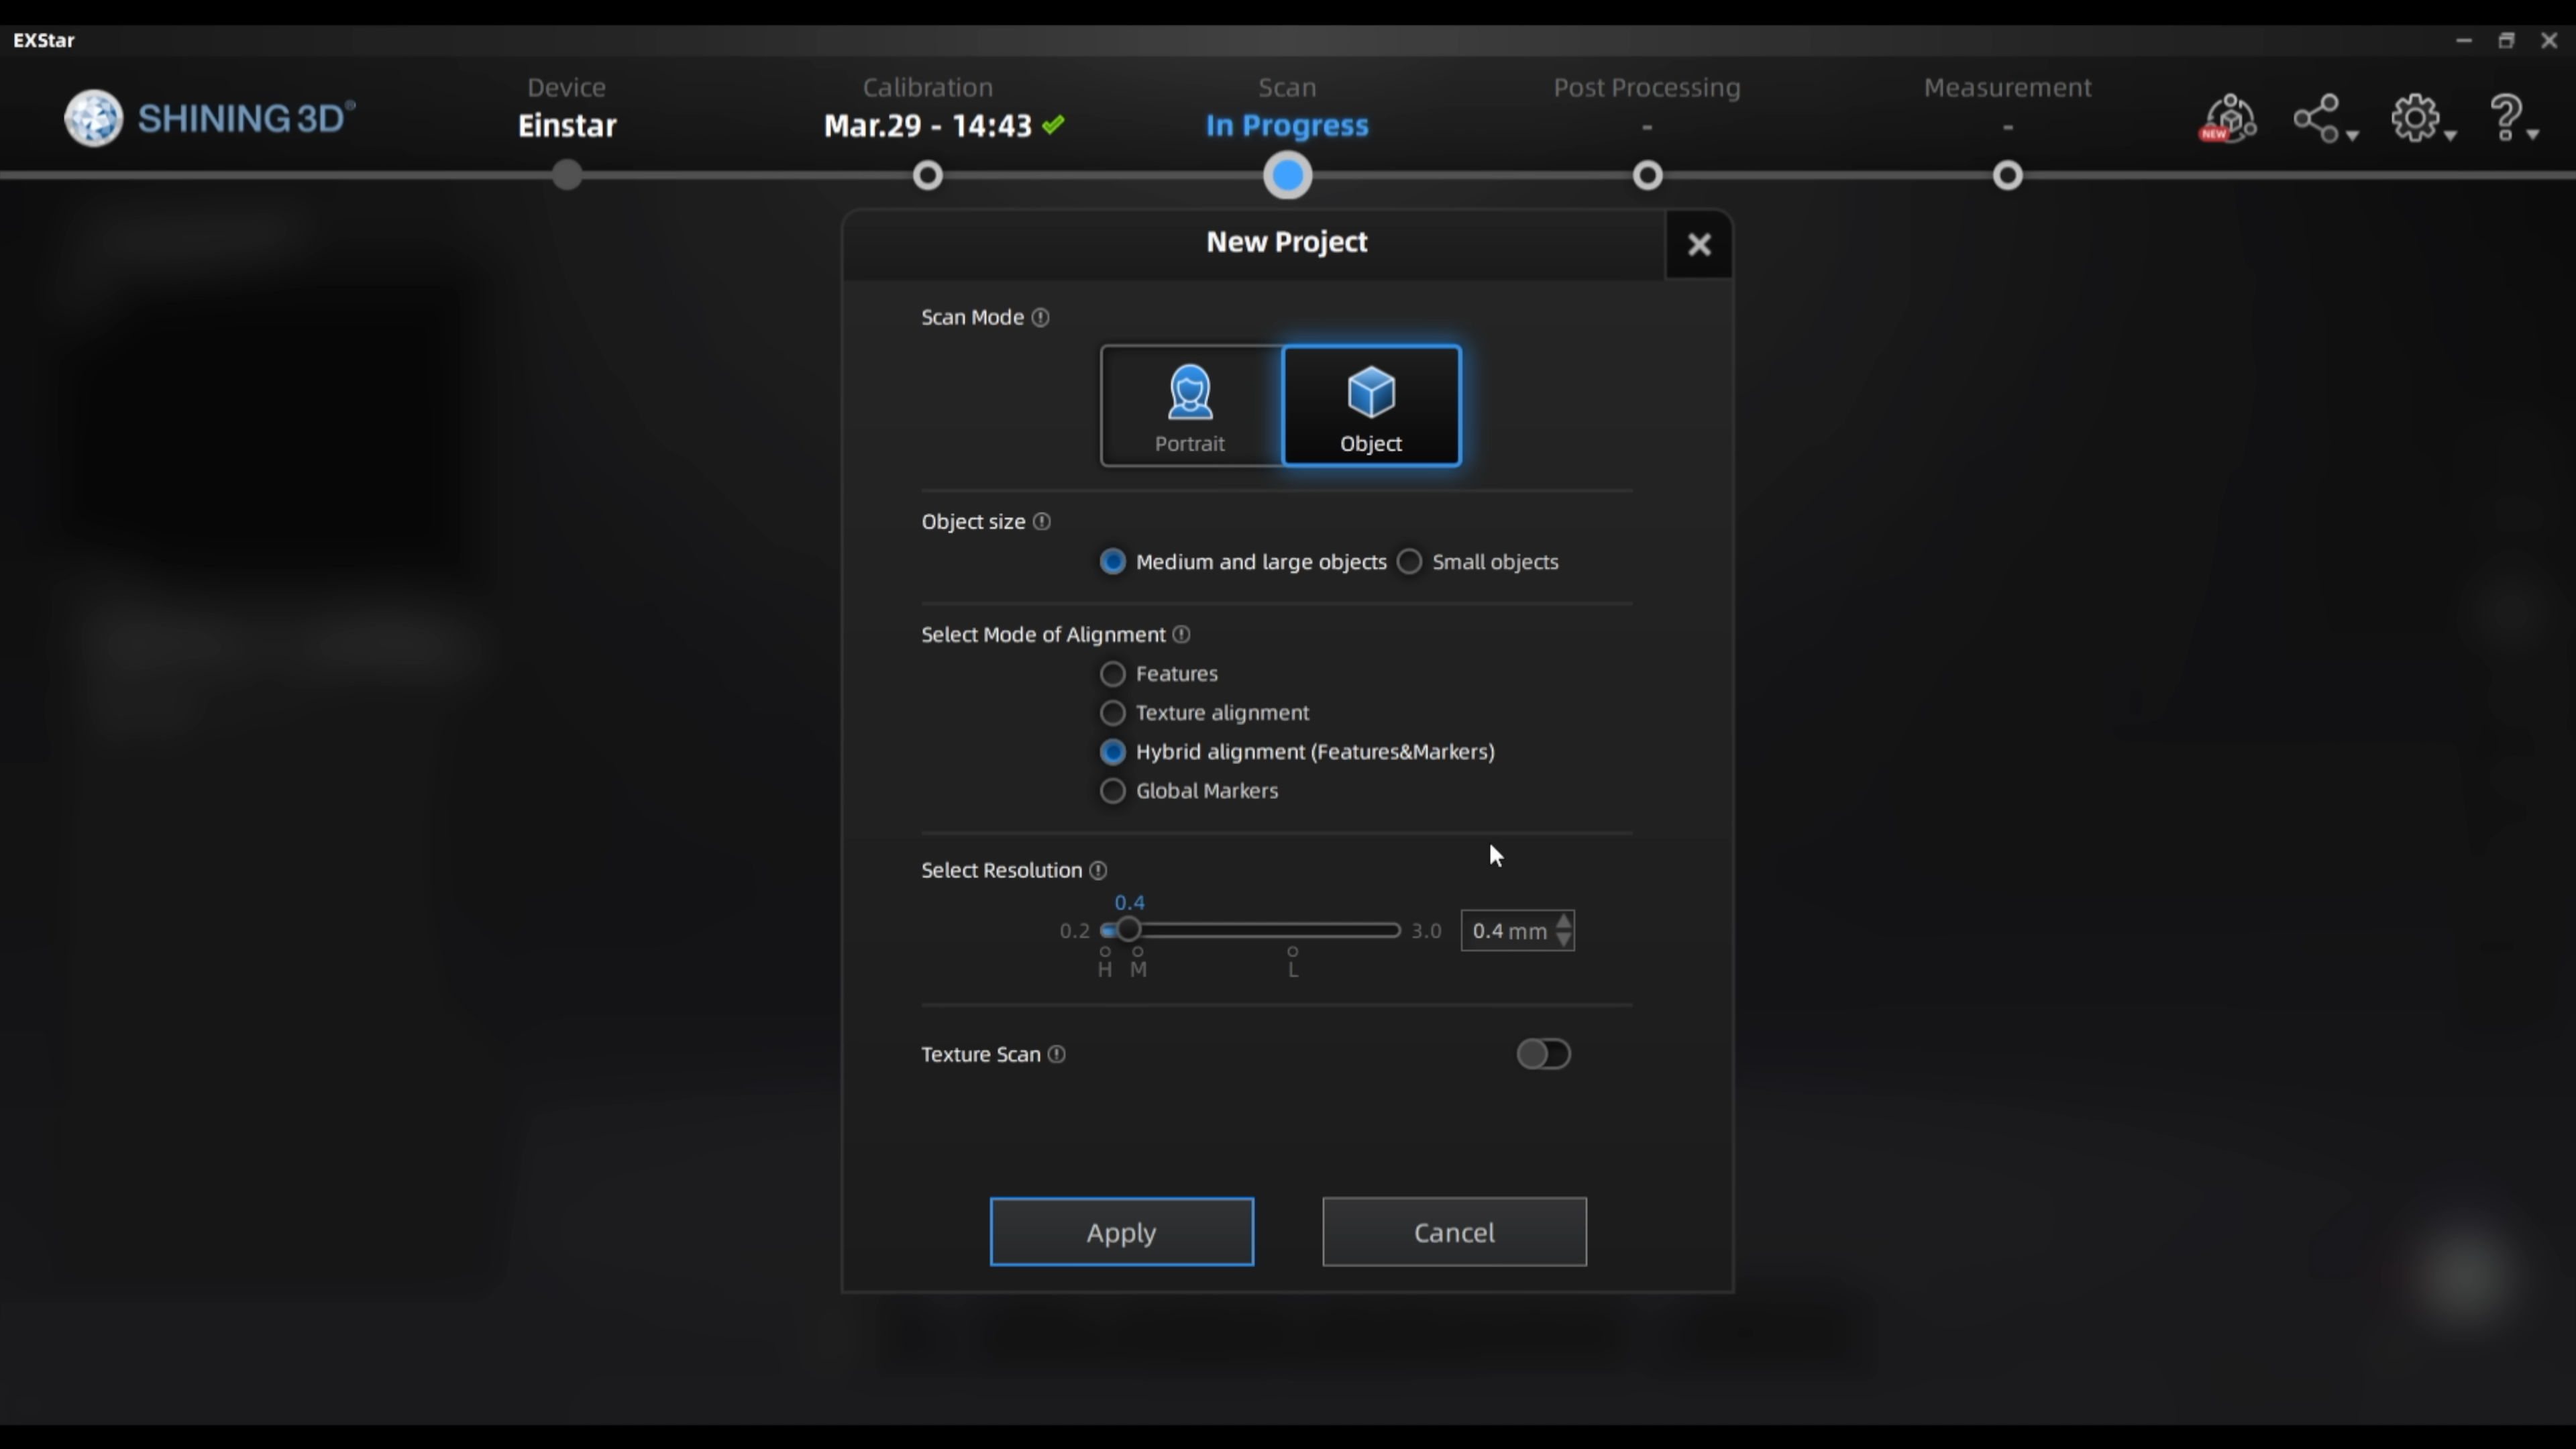 EXStar
SHINING 3D®
Device
Einstar
Calibration
Mar.29 - 14:43
Scan
In Progress
Post Processing
-
Measurement
-
NEW
New Project
Scan Mode
Portrait
Object
Object size
Medium and large objects
Small objects
Select Mode of Alignment
Features
Texture alignment
Hybrid alignment (Features&Markers)
Global Markers
Select Resolution
0.4
0.2
3.0
0.4 mm
H M L
Texture Scan
Apply
Cancel